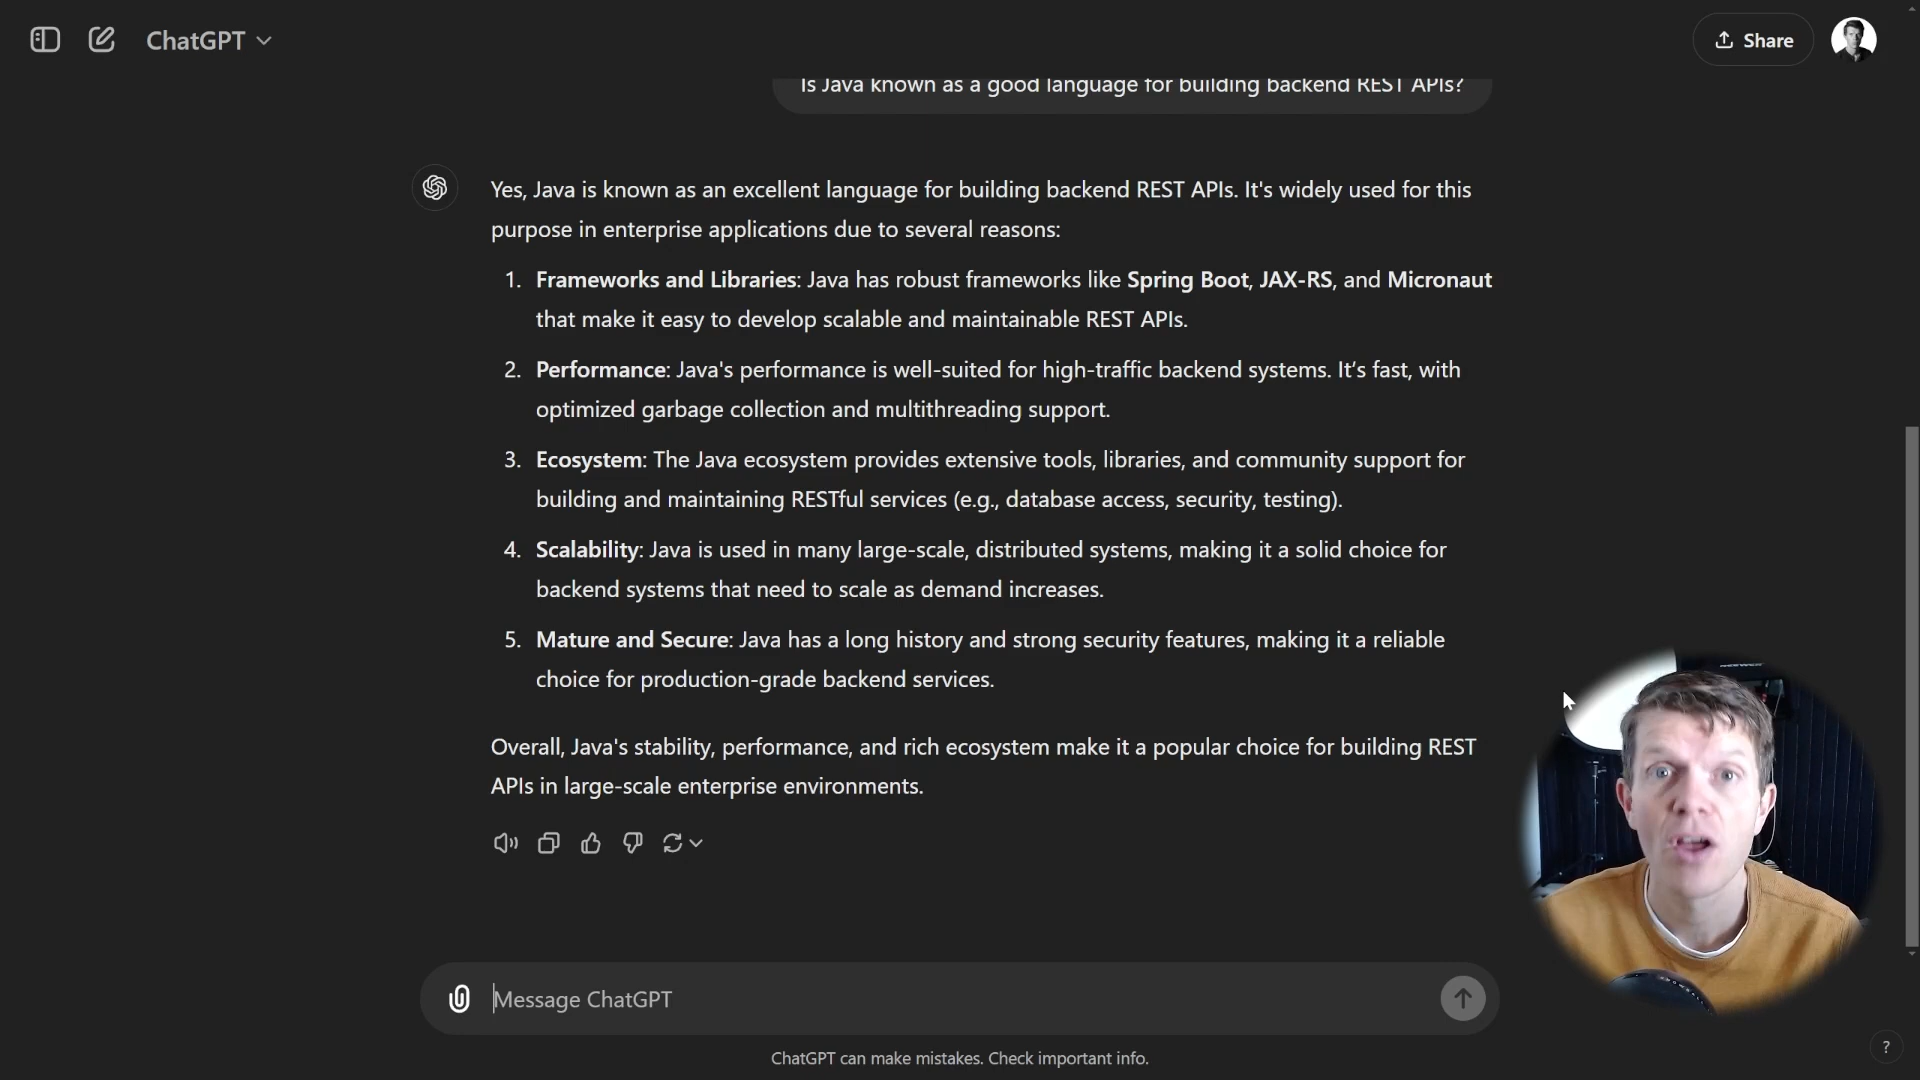 ChatGPT
Share
Is Java known as a good language for building backend REST APIs?
Yes, Java is known as an excellent language for building backend REST APIs. It's widely used for this
purpose in enterprise applications due to several reasons:
1. Frameworks and Libraries: Java has robust frameworks like Spring Boot, JAX-RS, and Micronaut
that make it easy to develop scalable and maintainable REST APIs.
2. Performance: Java's performance is well-suited for high-traffic backend systems. It’s fast, with
optimized garbage collection and multithreading support.
3. Ecosystem: The Java ecosystem provides extensive tools, libraries, and community support for
building and maintaining RESTful services (e.g., database access, security, testing).
4. Scalability: Java is used in many large-scale, distributed systems, making it a solid choice for
backend systems that need to scale as demand increases.
5. Mature and Secure: Java has a long history and strong security features, making it a reliable
choice for production-grade backend services.
Overall, Java's stability, performance, and rich ecosystem make it a popular choice for building REST
APIs in large-scale enterprise environments.
Message ChatGPT
ChatGPT can make mistakes. Check important info.
?